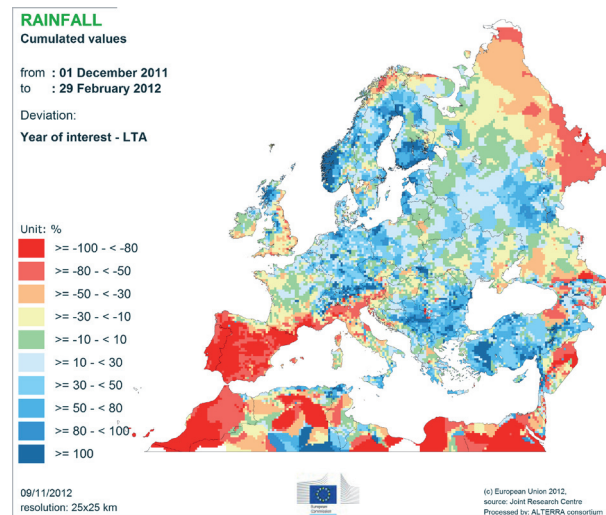 RAINFALL
Cumulated values
from : 01 December 2011
to : 29 February 2012
Deviation:
Year of interest - LTA
Unit: %
>= -100 - < -80
>= -80 - < -50
>= -50 - < -30
>= -30 - < -10
>= -10 - < 10
>= 10 - < 30
>= 30 - < 50
>= 50 - < 80
>= 80 - < 100
>= 100
09/11/2012
resolution: 25x25 km
European
Commission
(c) European Union 2012,
source: Joint Research Centre
Processed by: ALTERRA consortium